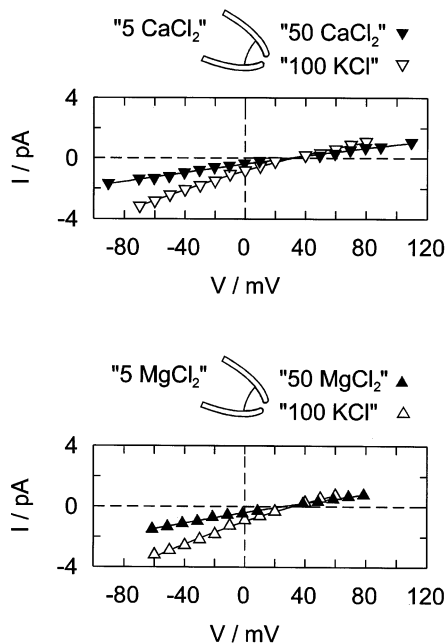 "5 CaCl₂" "50 CaCl₂" ▼
"100 KCl" ▽
4
0
-4
I / pA
-80 -40 0 40 80 120
V / mV
"5 MgCl₂" "50 MgCl₂" ▲
"100 KCl" △
4
0
-4
I / pA
-80 -40 0 40 80 120
V / mV